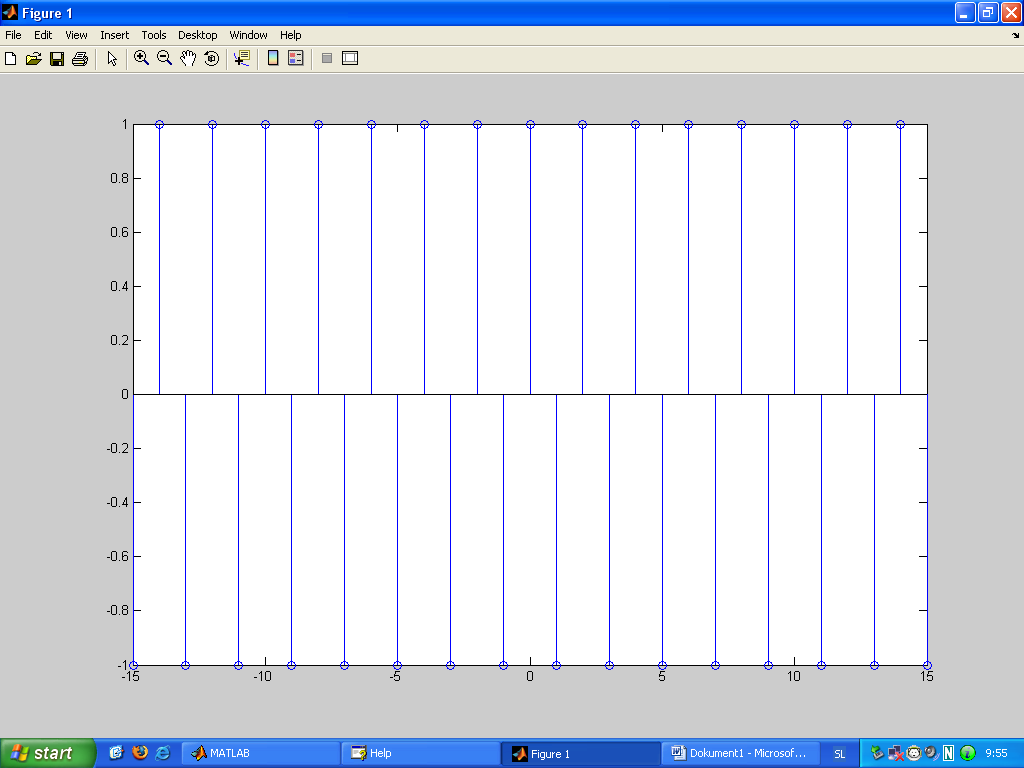 Figure 1
File Edit View Insert Tools Desktop Window Help
1
0.8
0.6
0.4
0.2
0
-0.2
-0.4
-0.6
-0.8
-1
-15 -10 -5 0 5 10 15
start MATLAB Help Figure 1 Dokument1 - Microsof... SL N 9:55